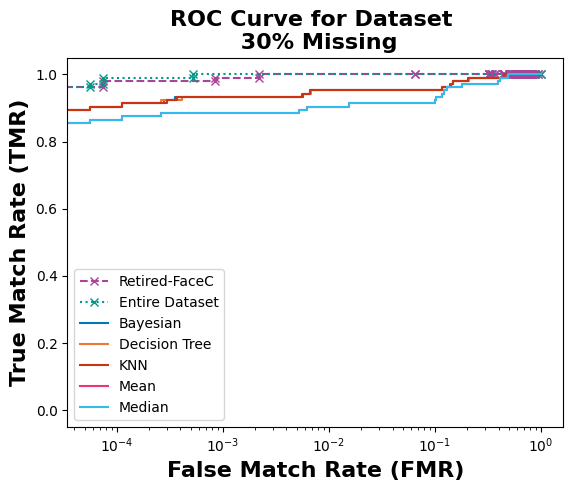 ROC Curve for Dataset
30% Missing
True Match Rate (TMR)
1.0
0.8
0.6
0.4
0.2
0.0
Retired-FaceC
Entire Dataset
Bayesian
Decision Tree
KNN
Mean
Median
10⁻⁴
10⁻³
10⁻²
10⁻¹
10⁰
False Match Rate (FMR)